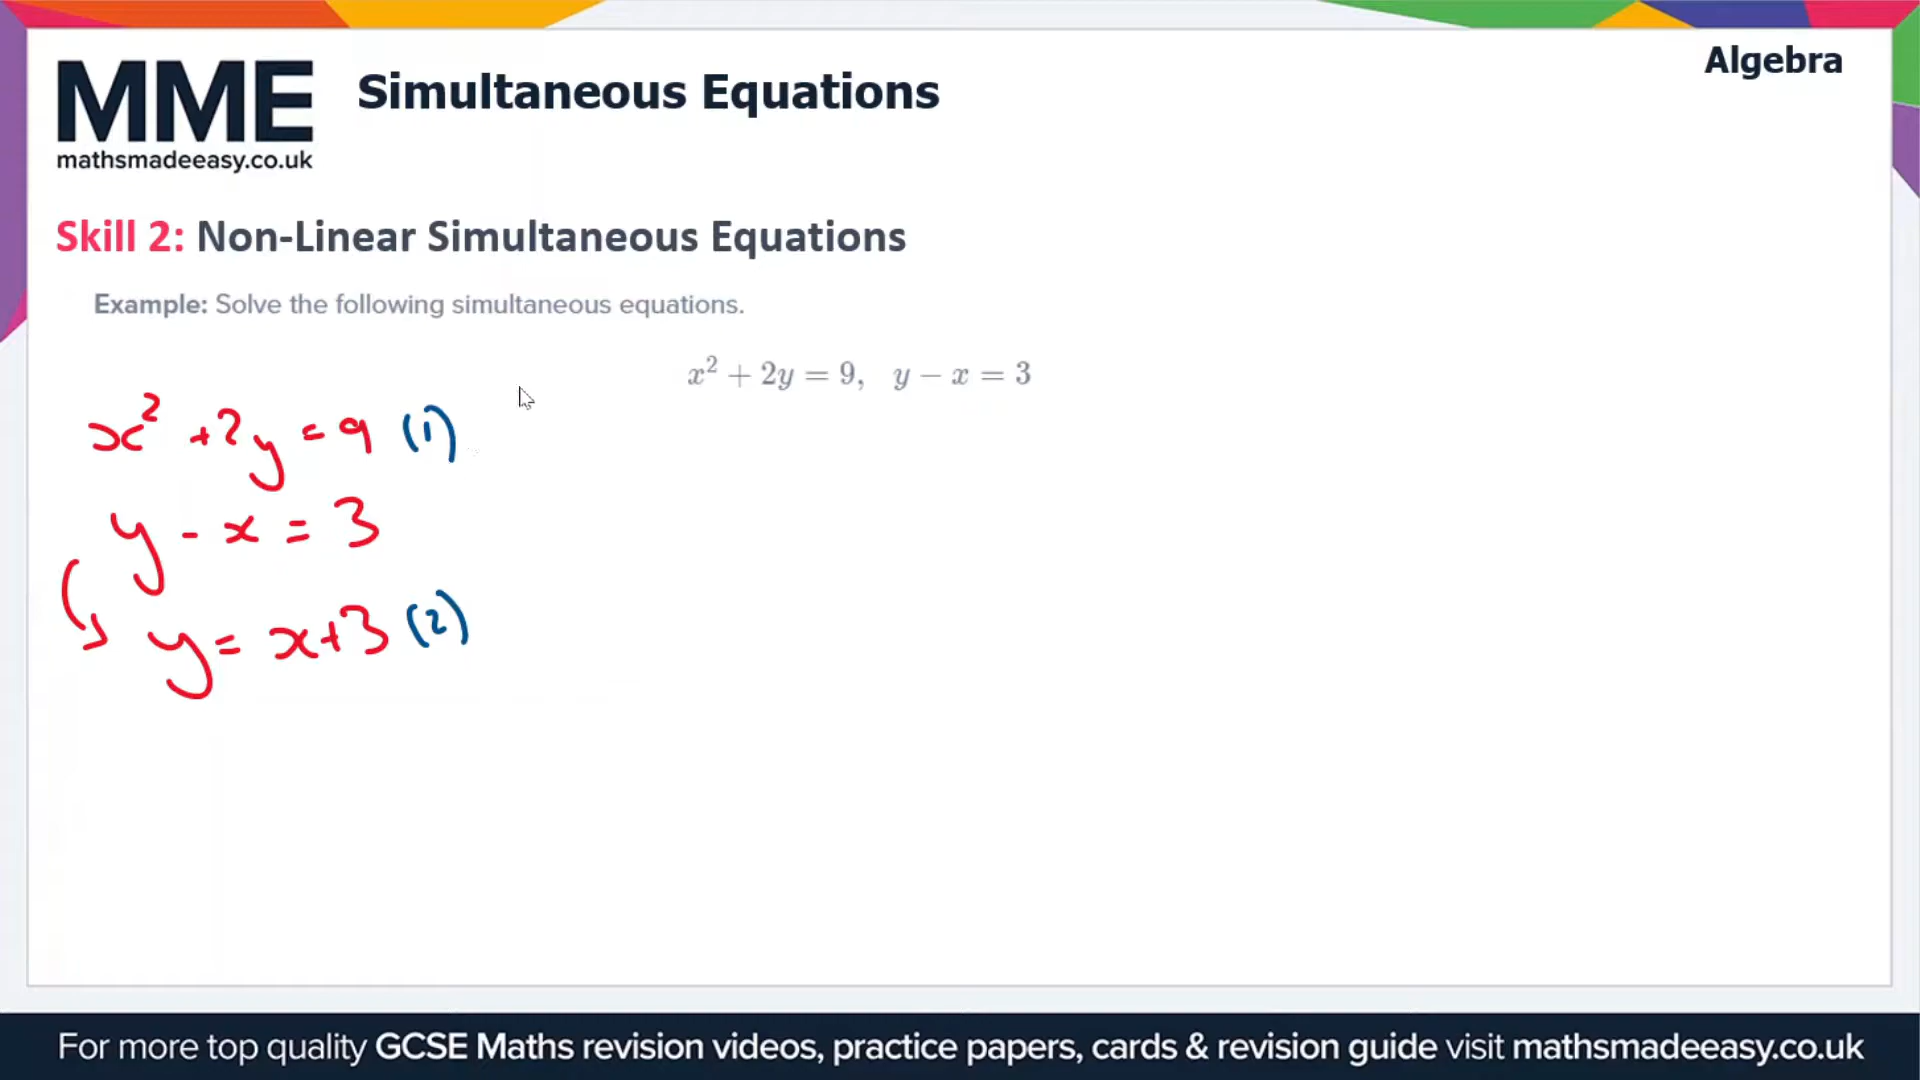 MME
mathsmadeeasy.co.uk
Simultaneous Equations
Algebra
Skill 2: Non-Linear Simultaneous Equations
Example: Solve the following simultaneous equations.
x² + 2y = 9, y − x = 3
x² + 2y = 9 (1)
y - x = 3
y = x+3 (2)
For more top quality GCSE Maths revision videos, practice papers, cards & revision guide visit mathsmadeeasy.co.uk